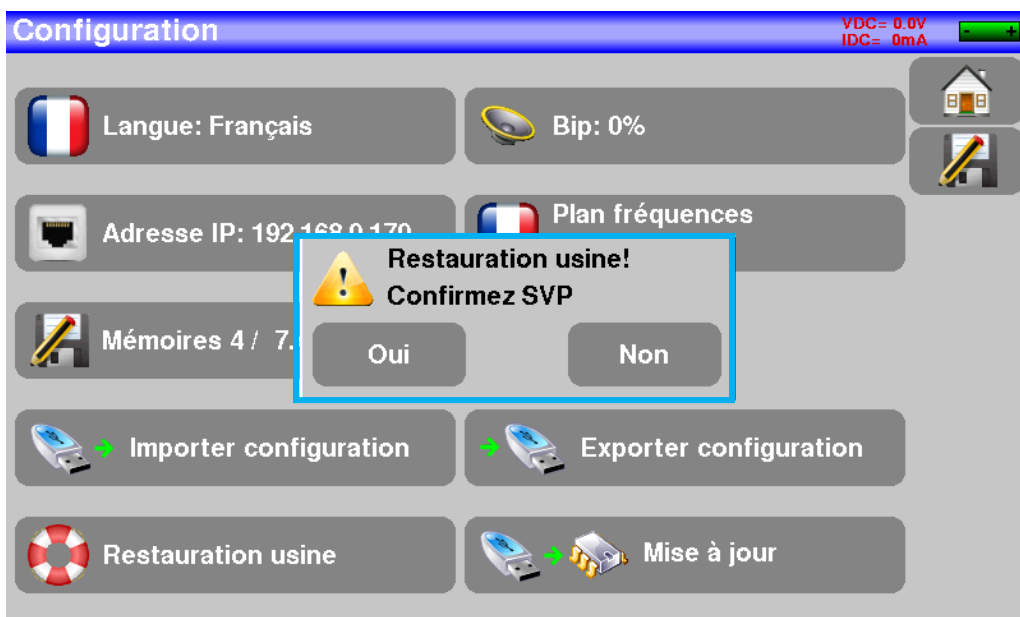 Configuration
VDC= 0.0V
IDC= 0mA
- +
Langue: Français
Bip: 0%
Adresse IP: 192.168.0.170
Plan fréquences
Restauration usine!
Confirmez SVP
Mémoires 4 / 7.
Oui
Non
Importer configuration
Exporter configuration
Restauration usine
Mise à jour